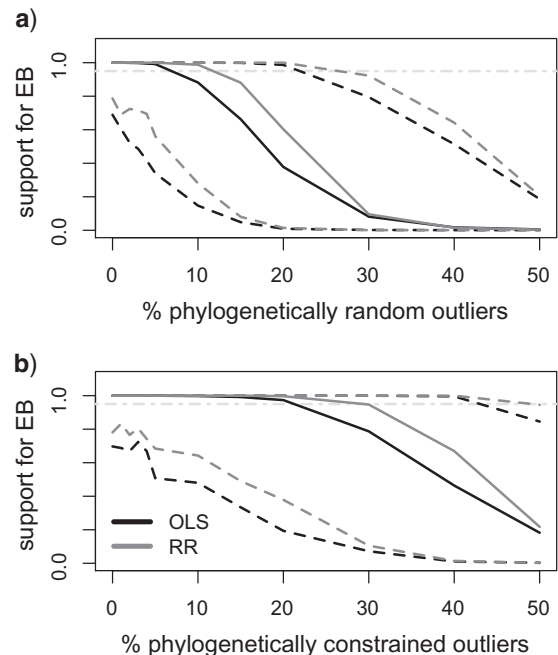 a)
support for EB
1.0
0.0
0 10 20 30 40 50
% phylogenetically random outliers
b)
support for EB
1.0
0.0
OLS
RR
0 10 20 30 40 50
% phylogenetically constrained outliers